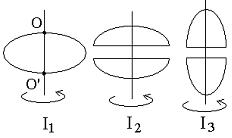 O
O'
I₁ I₂ I₃